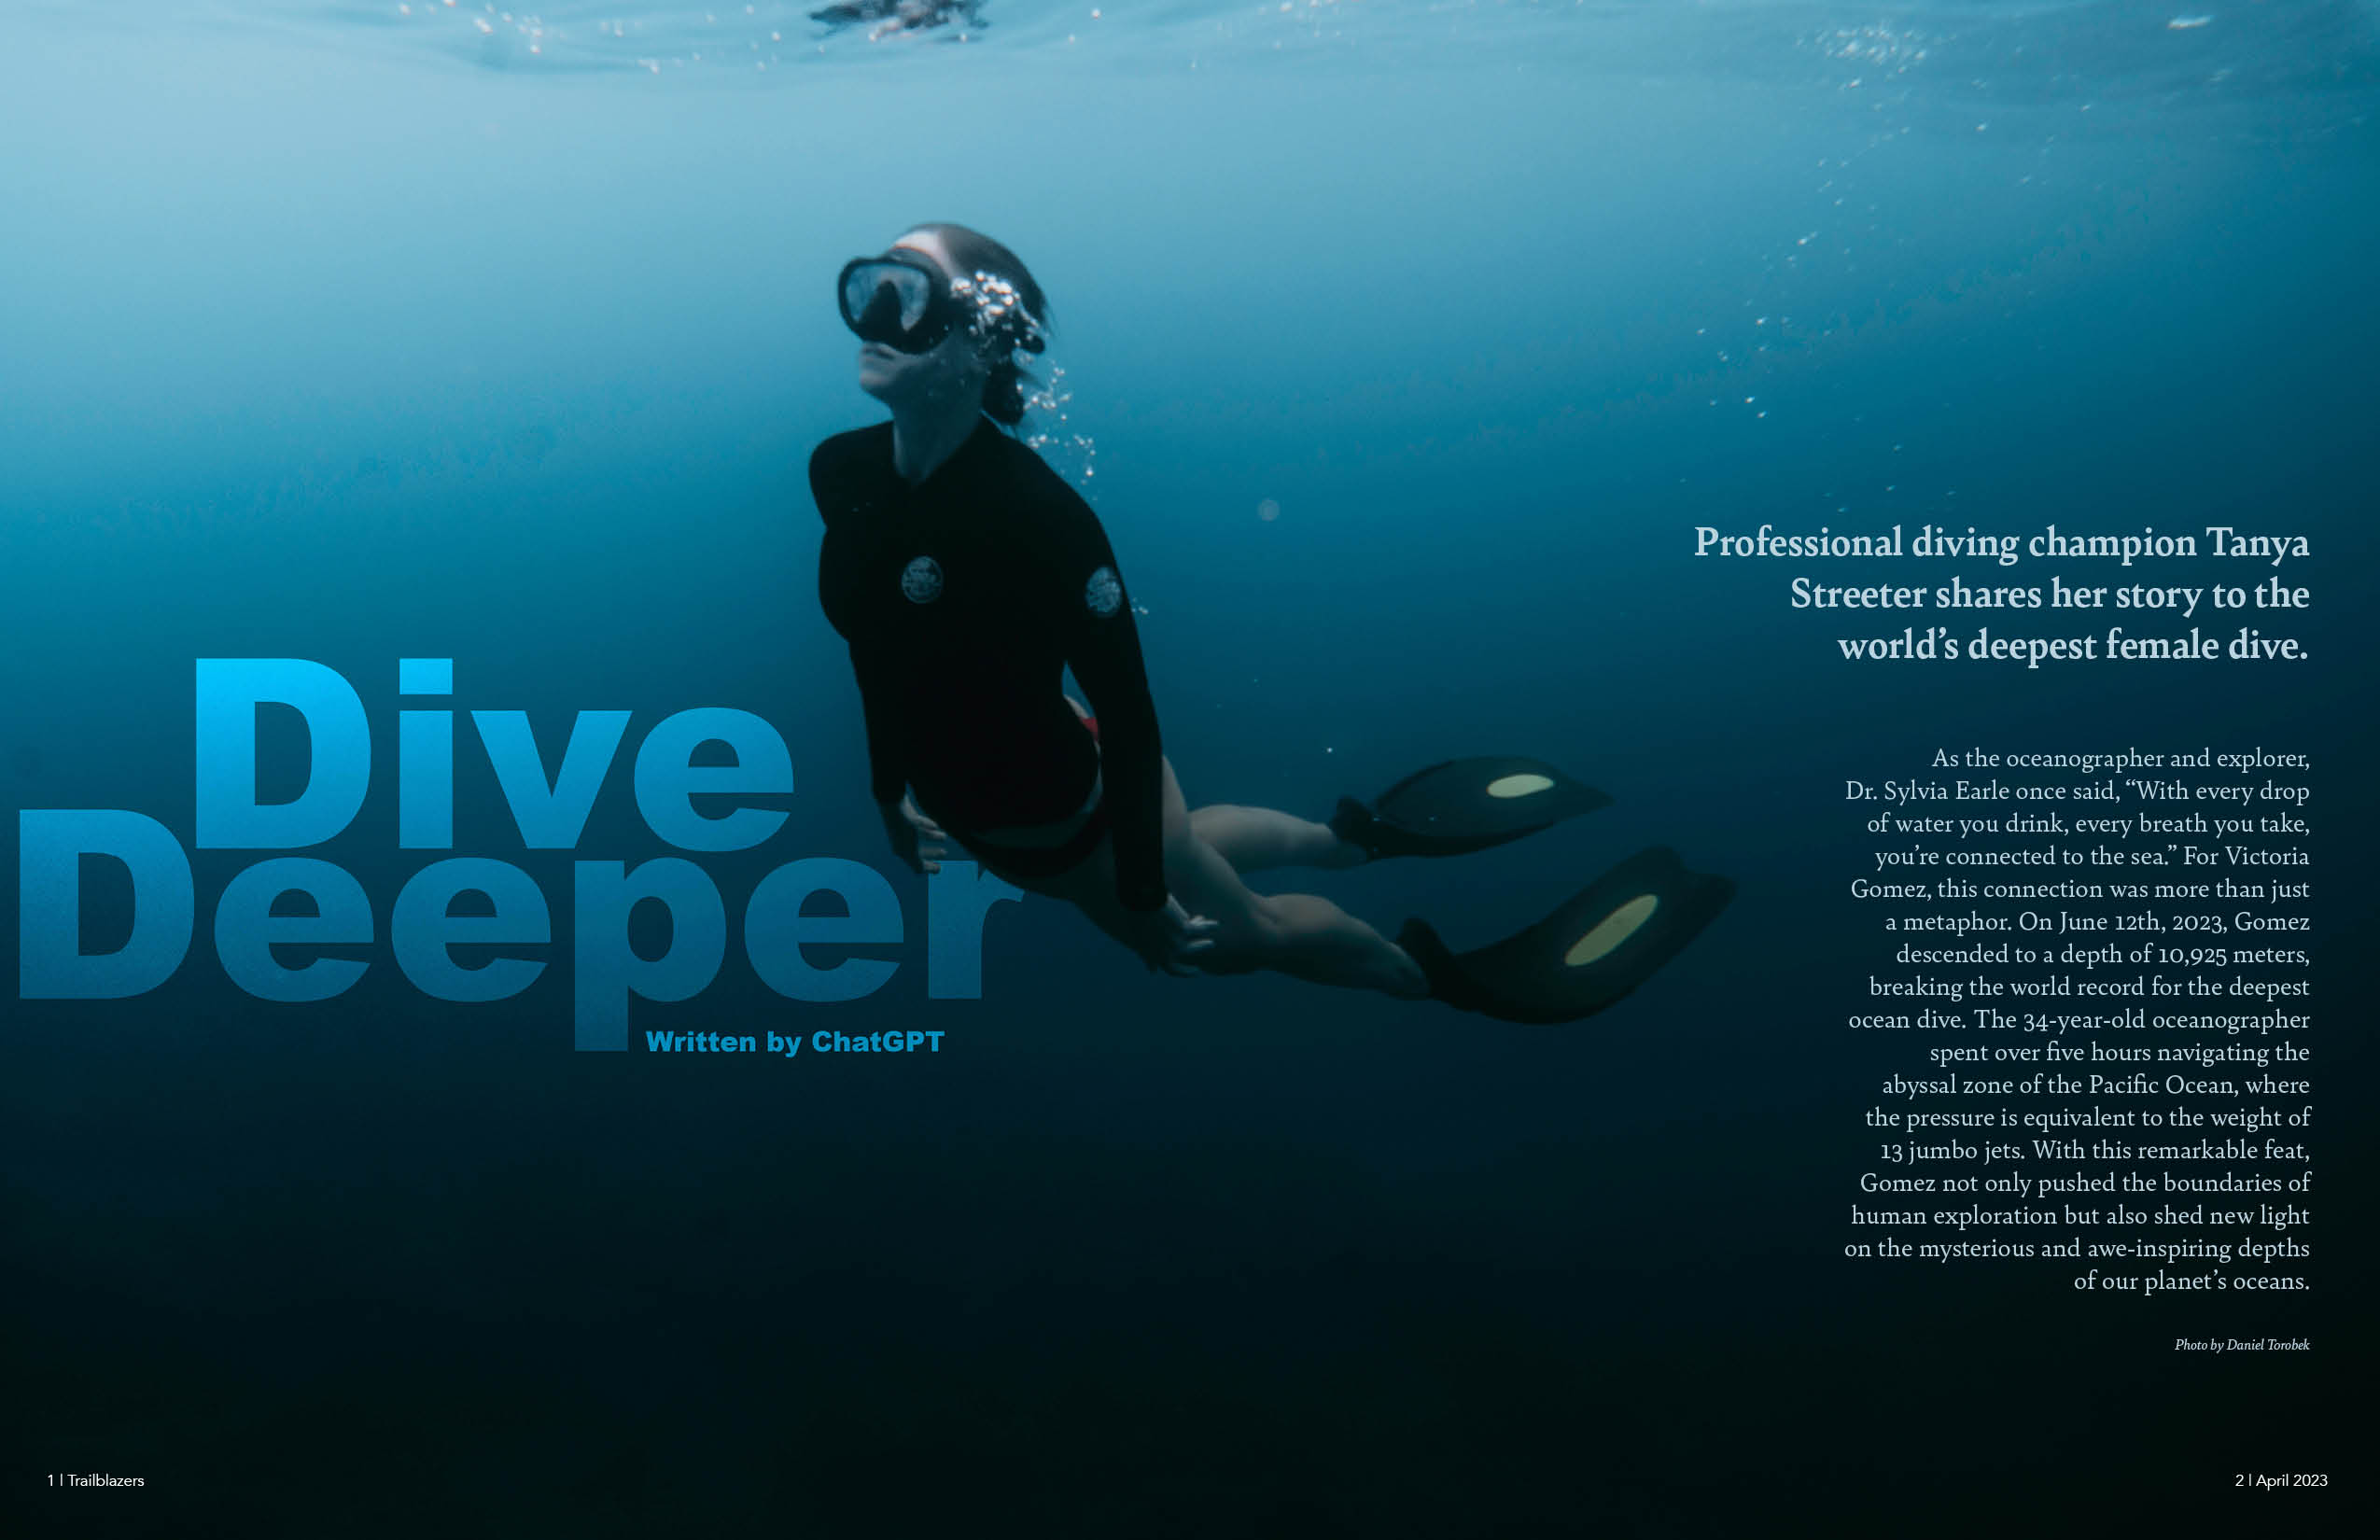 Dive
Deeper
Written by ChatGPT
Professional diving champion Tanya
Streeter shares her story to the
world’s deepest female dive.
As the oceanographer and explorer,
Dr. Sylvia Earle once said, “With every drop
of water you drink, every breath you take,
you’re connected to the sea.” For Victoria
Gomez, this connection was more than just
a metaphor. On June 12th, 2023, Gomez
descended to a depth of 10,925 meters,
breaking the world record for the deepest
ocean dive. The 34-year-old oceanographer
spent over five hours navigating the
abyssal zone of the Pacific Ocean, where
the pressure is equivalent to the weight of
13 jumbo jets. With this remarkable feat,
Gomez not only pushed the boundaries of
human exploration but also shed new light
on the mysterious and awe-inspiring depths
of our planet’s oceans.
Photo by Daniel Torobek
1 | Trailblazers
2 | April 2023